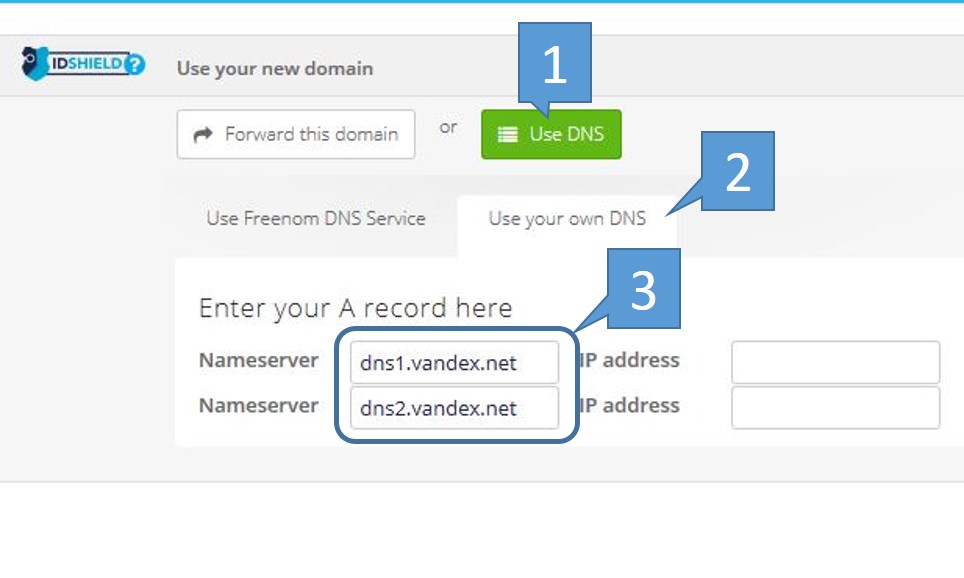 1
IDSHIELD?
Use your new domain
Forward this domain or Use DNS
2
Use Freenom DNS Service Use your own DNS
3
Enter your A record here
Nameserver dns1.vandex.net IP address
Nameserver dns2.vandex.net IP address